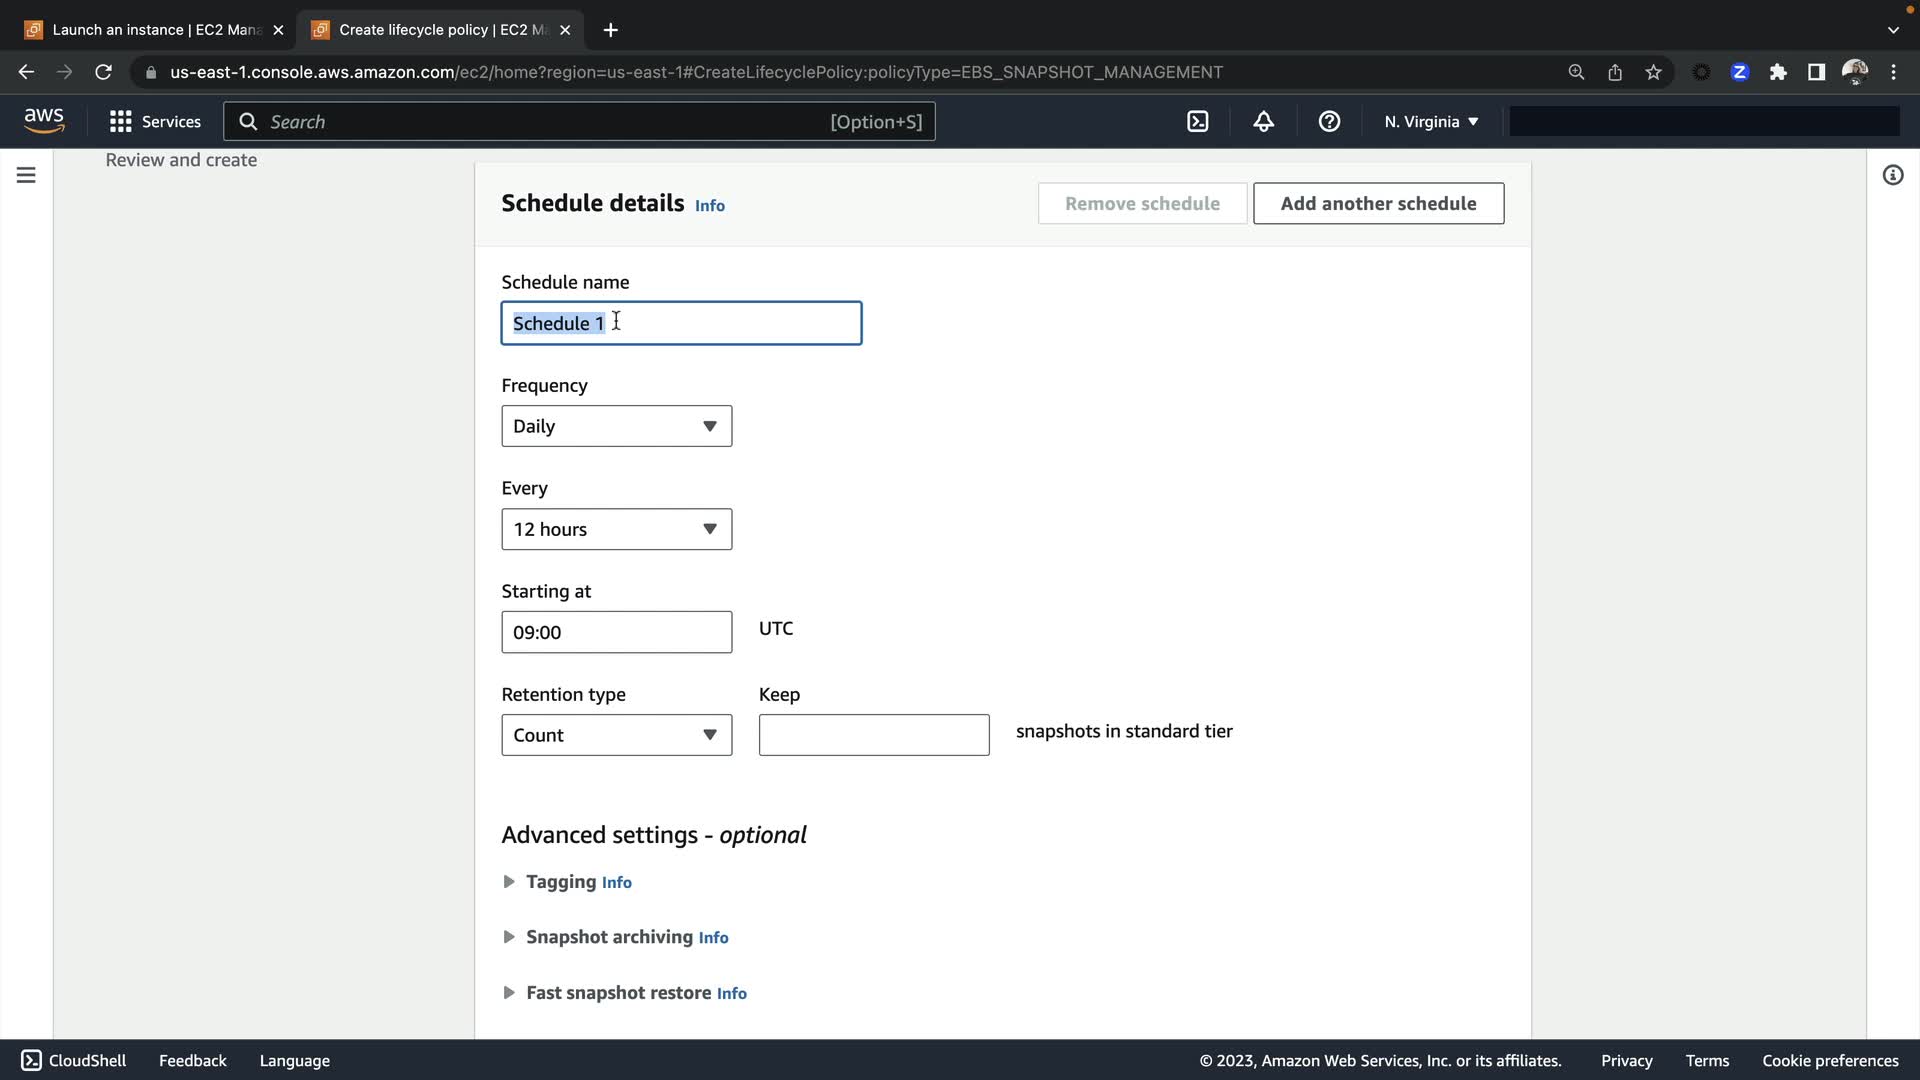 Launch an instance | EC2 Mana
Create lifecycle policy | EC2 Ma
us-east-1.console.aws.amazon.com/ec2/home?region=us-east-1#CreateLifecyclePolicy:policyType=EBS_SNAPSHOT_MANAGEMENT
Z
aws
Services
Search
[Option+S]
N. Virginia
Review and create
Schedule details Info
Remove schedule
Add another schedule
Schedule name
Schedule 1
Frequency
Daily
Every
12 hours
Starting at
09:00
UTC
Retention type
Keep
Count
snapshots in standard tier
Advanced settings - optional
Tagging Info
Snapshot archiving Info
Fast snapshot restore Info
CloudShell
Feedback
Language
© 2023, Amazon Web Services, Inc. or its affiliates.
Privacy
Terms
Cookie preferences